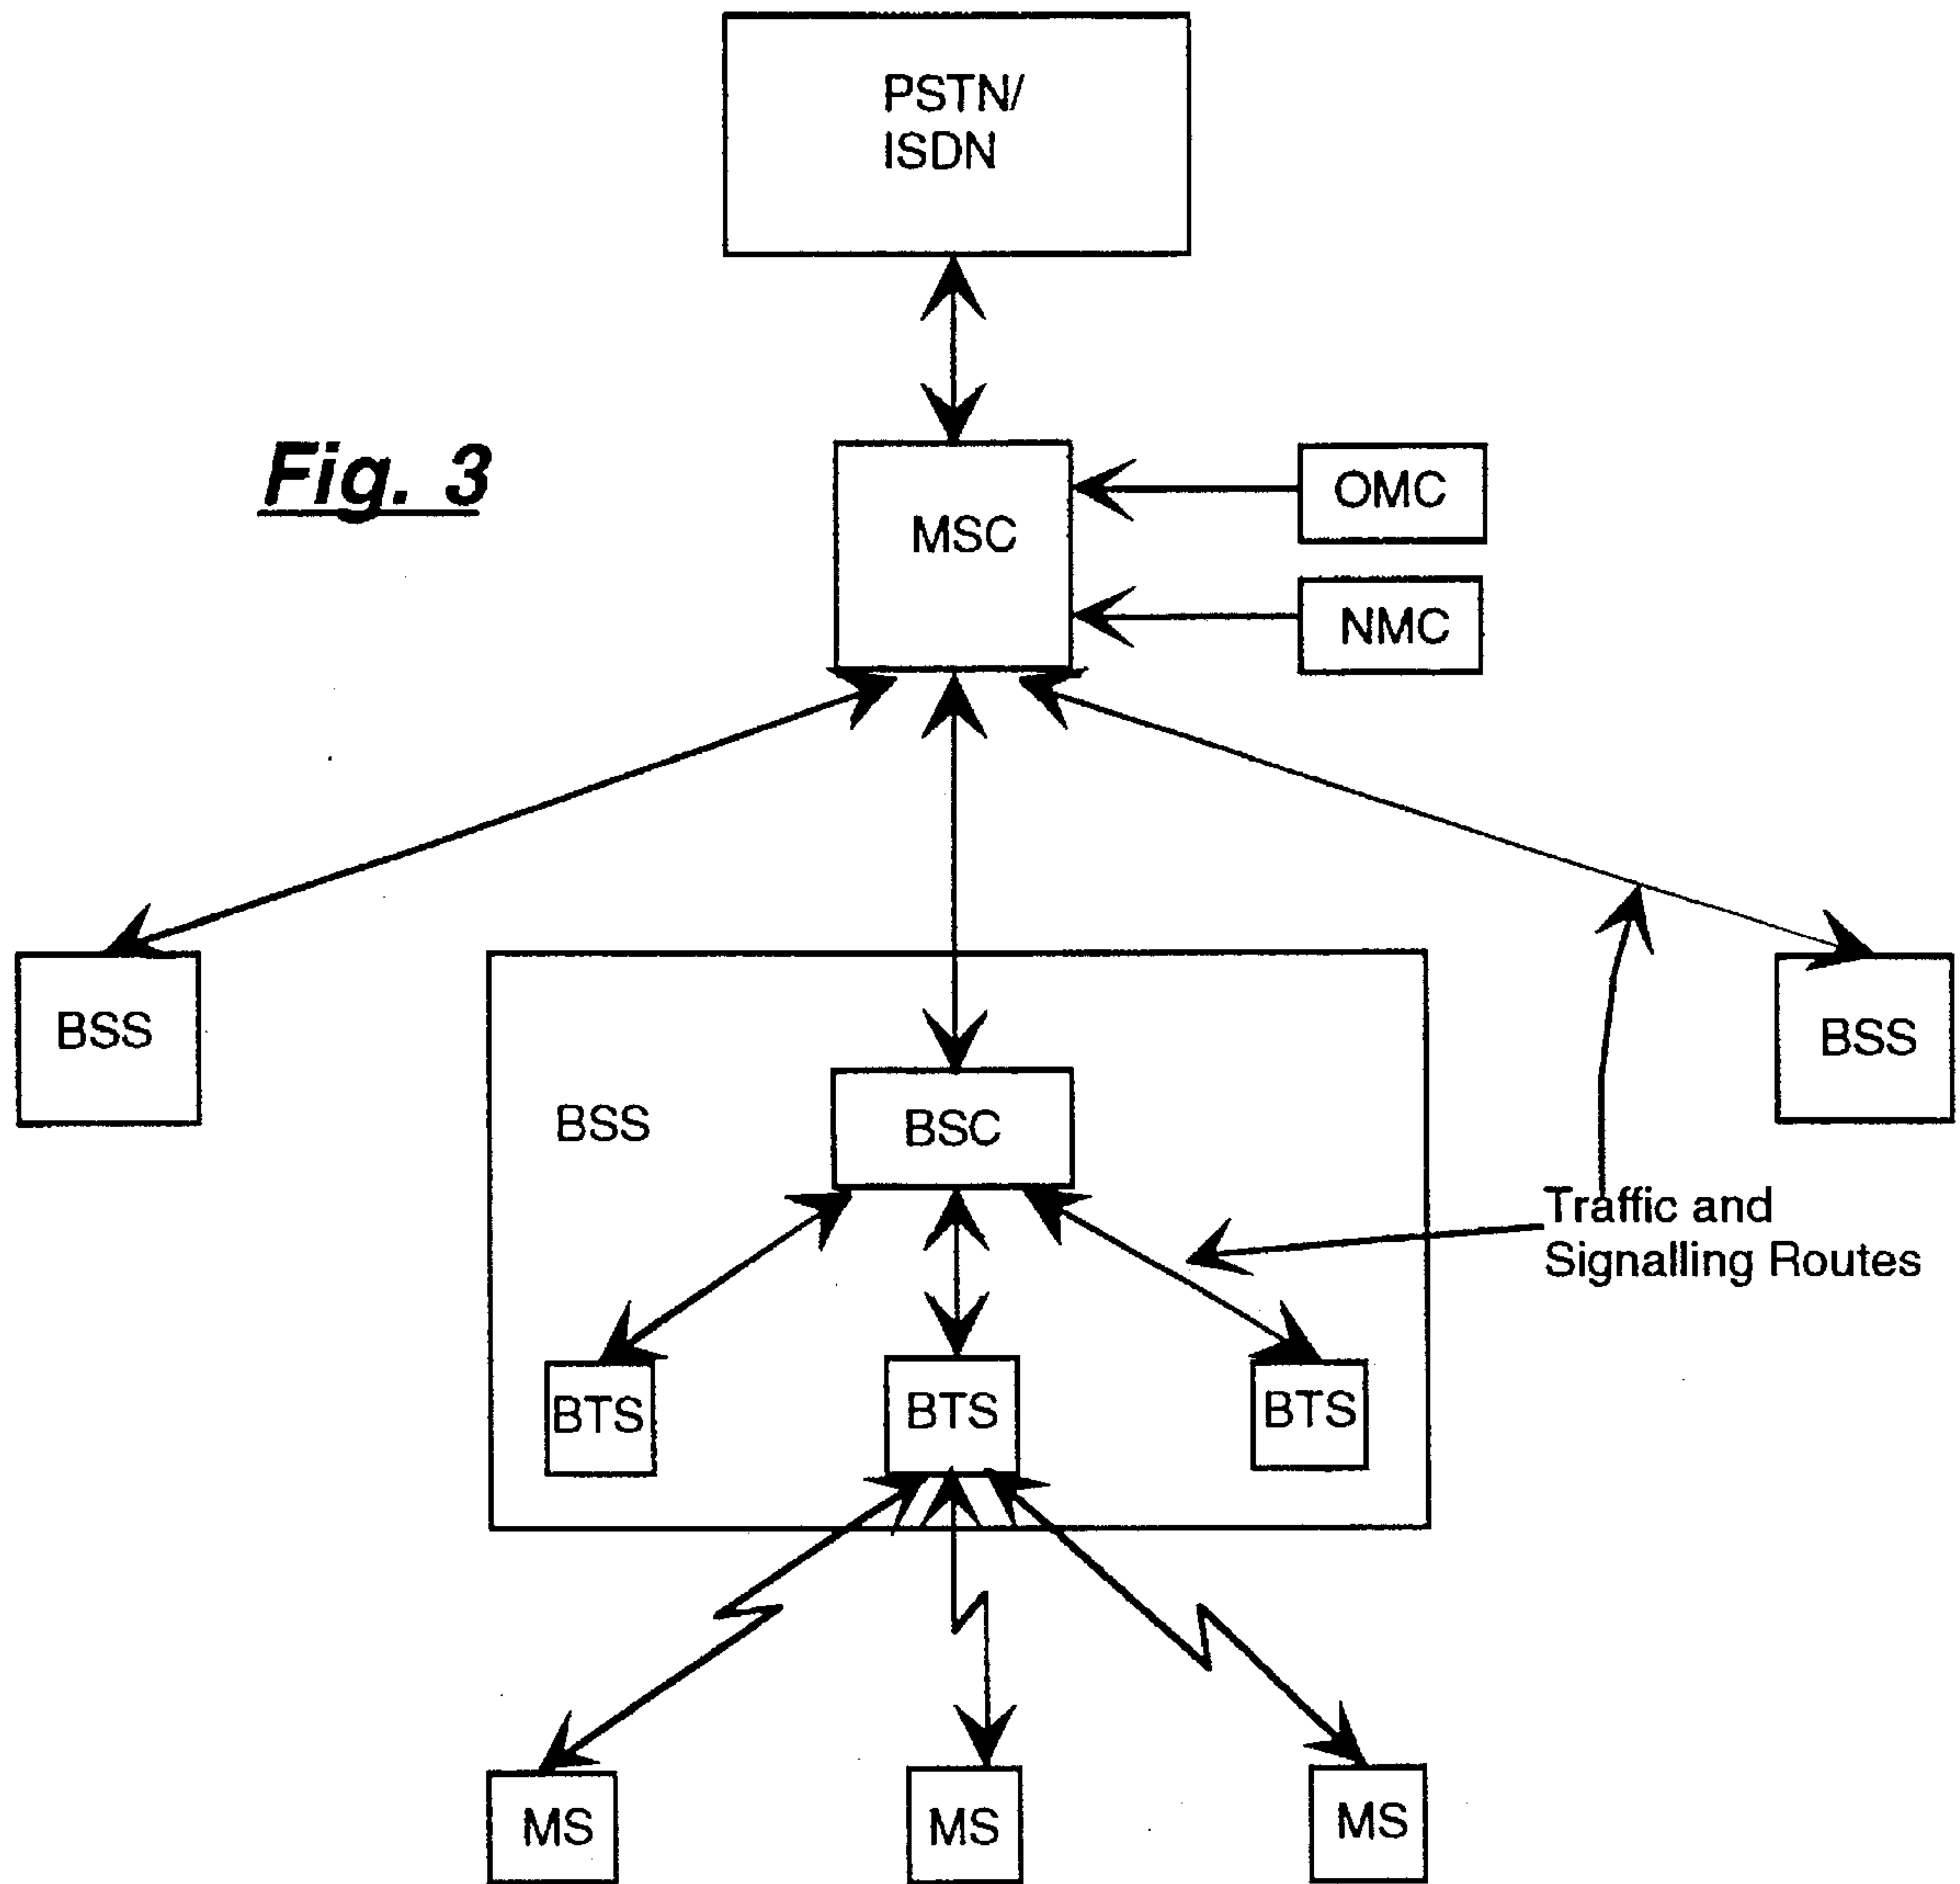 PSTN/
ISDN
Fig. 3
MSC
OMC
NMC
BSS
BSS
BSS
BSC
Traffic and
Signalling Routes
BTS
BTS
BTS
MS
MS
MS